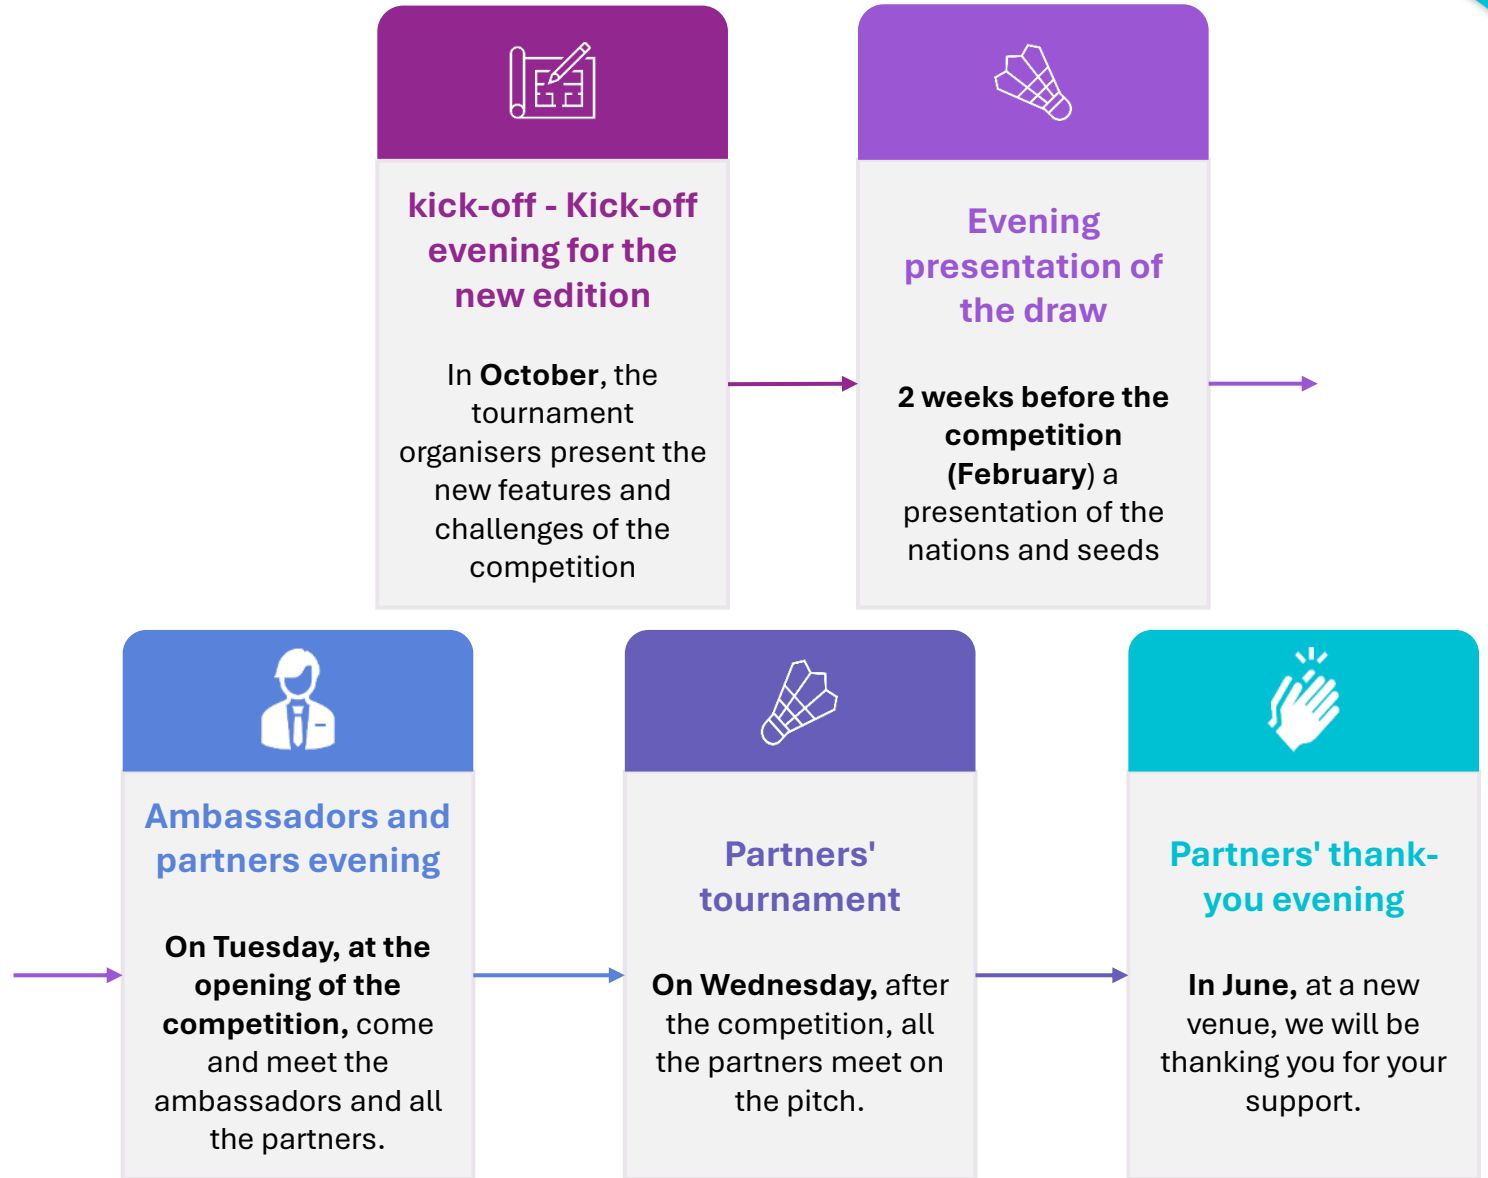 kick-off - Kick-off
evening for the
new edition
In October, the
tournament
organisers present the
new features and
challenges of the
competition
Evening
presentation of
the draw
2 weeks before the
competition
(February) a
presentation of the
nations and seeds
Ambassadors and
partners evening
On Tuesday, at the
opening of the
competition, come
and meet the
ambassadors and all
the partners.
Partners'
tournament
On Wednesday, after
the competition, all
the partners meet on
the pitch.
Partners' thank-
you evening
In June, at a new
venue, we will be
thanking you for your
support.